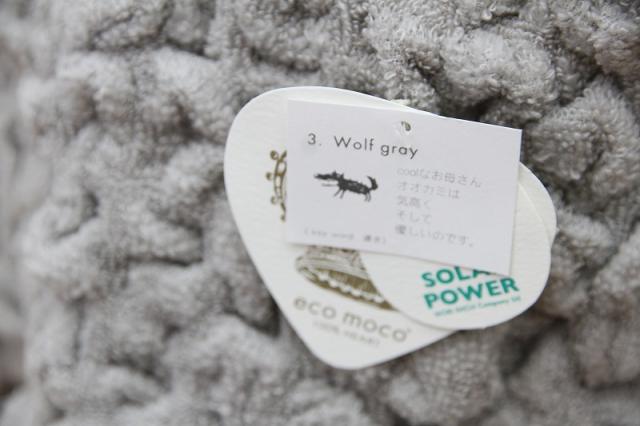 3. Wolf gray
coolなお母さん
オオカミは
気高く
そして
優しいのです。
SOLA
POWER
eco moco